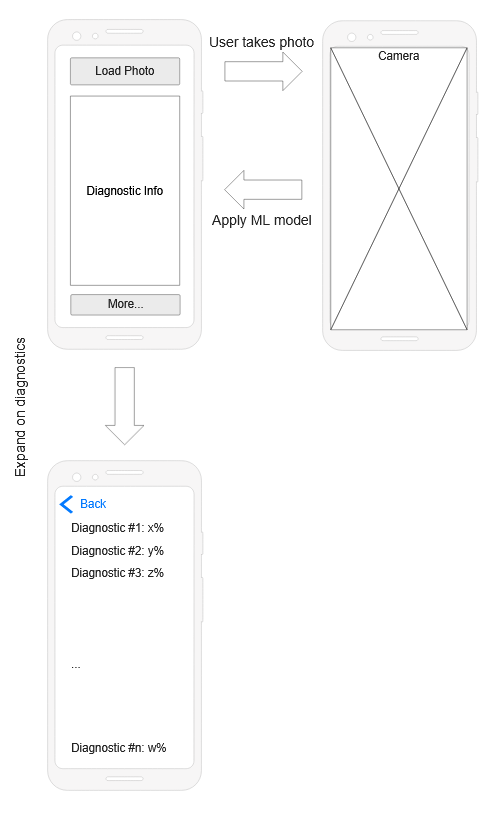 User takes photo
Load Photo
Camera
Diagnostic Info
Apply ML model
More...
Expand on diagnostics
Back
Diagnostic #1: x%
Diagnostic #2: y%
Diagnostic #3: z%
...
Diagnostic #n: w%